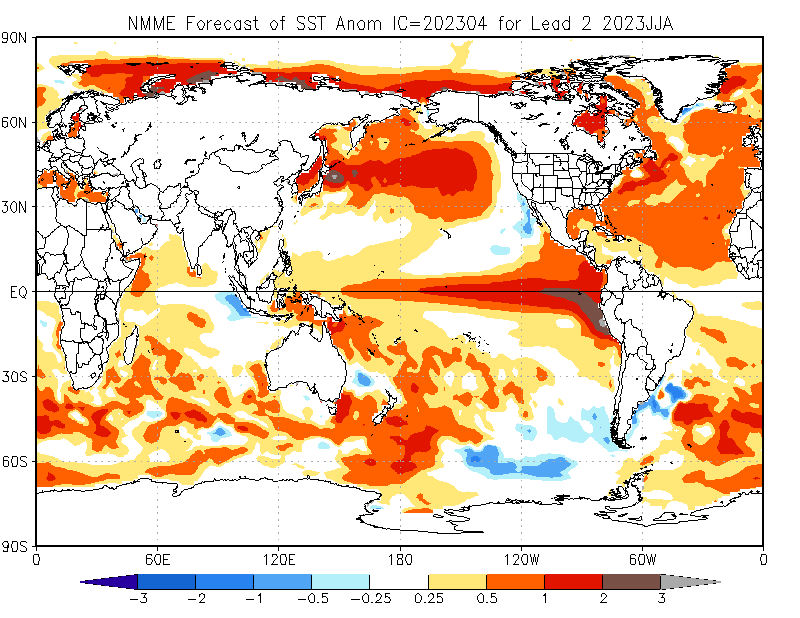 NMME Forecast of SST Anom IC=202304 for Lead 2 2023JJA
90N
60N
30N
EQ
30S
60S
90S
0 60E 120E 180 120W 60W 0
-3 -2 -1 -0.5 -0.25 0.25 0.5 1 2 3